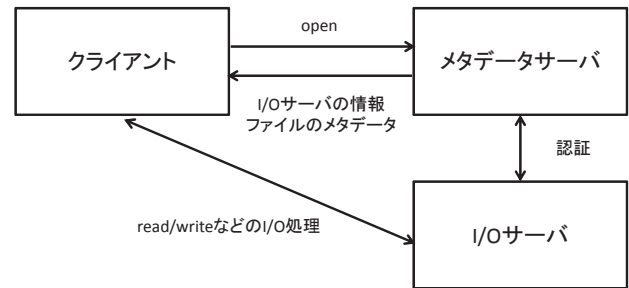 open
クライアント
メタデータサーバ
I/Oサーバの情報
ファイルのメタデータ
認証
read/writeなどのI/O処理
I/Oサーバ